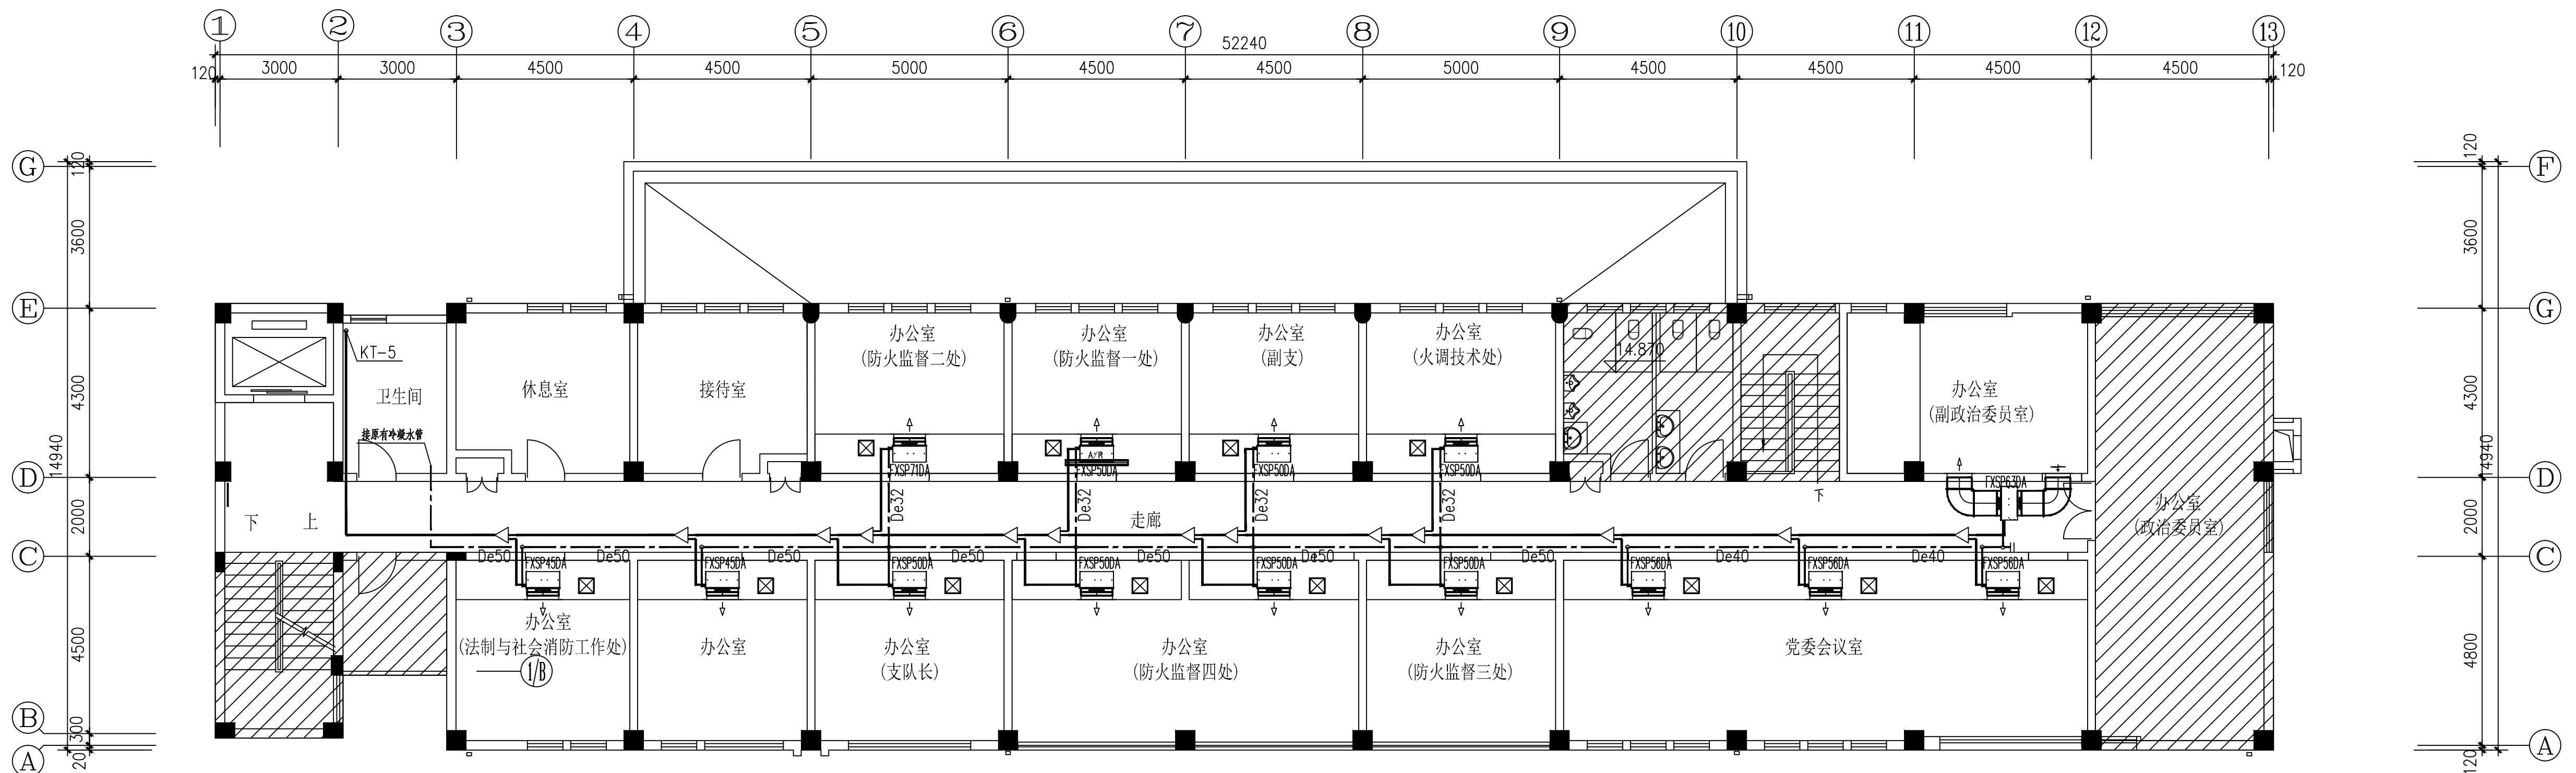 ① ② ③ ④ ⑤ ⑥ ⑦ ⑧ ⑨ ⑩ 11 12 13
52240
120 3000 3000 4500 4500 5000 4500 4500 5000 4500 4500 4500 4500 120
G 120 120 F
3600 3600
E G
KT-5
卫生间
接原有冷凝水管
休息室
接待室
办公室
(防火监督二处)
办公室
(防火监督一处)
办公室
(副支)
办公室
(火调技术处)
14.870
办公室
(副政治委员室)
4300 4300
14940 14940
A/R
FXSP71DA FXSP50DA FXSP50DA FXSP50DA FXSP63DA
D D
De32 De32 De32 De32
下 上
走廊
下
办公室
(政治委员室)
2000 2000
C C
De50 De50 De50 De50 De50 De50 De50 De40 De40
FXSP45DA FXSP45DA FXSP50DA FXSP50DA FXSP50DA FXSP50DA FXSP56DA FXSP56DA FXSP56DA
办公室
(法制与社会消防工作处)
1/B
办公室
办公室
(支队长)
办公室
(防火监督四处)
办公室
(防火监督三处)
党委会议室
4500 4800
B 300
A 120 A